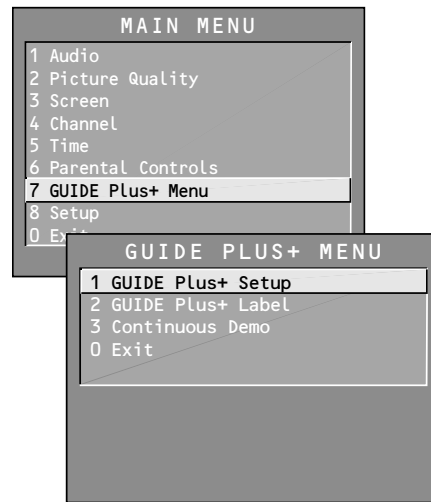 MAIN MENU
1 Audio
2 Picture Quality
3 Screen
4 Channel
5 Time
6 Parental Controls
7 GUIDE Plus+ Menu
8 Setup
0
GUIDE PLUS+ MENU
1 GUIDE Plus+ Setup
2 GUIDE Plus+ Label
3 Continuous Demo
0 Exit